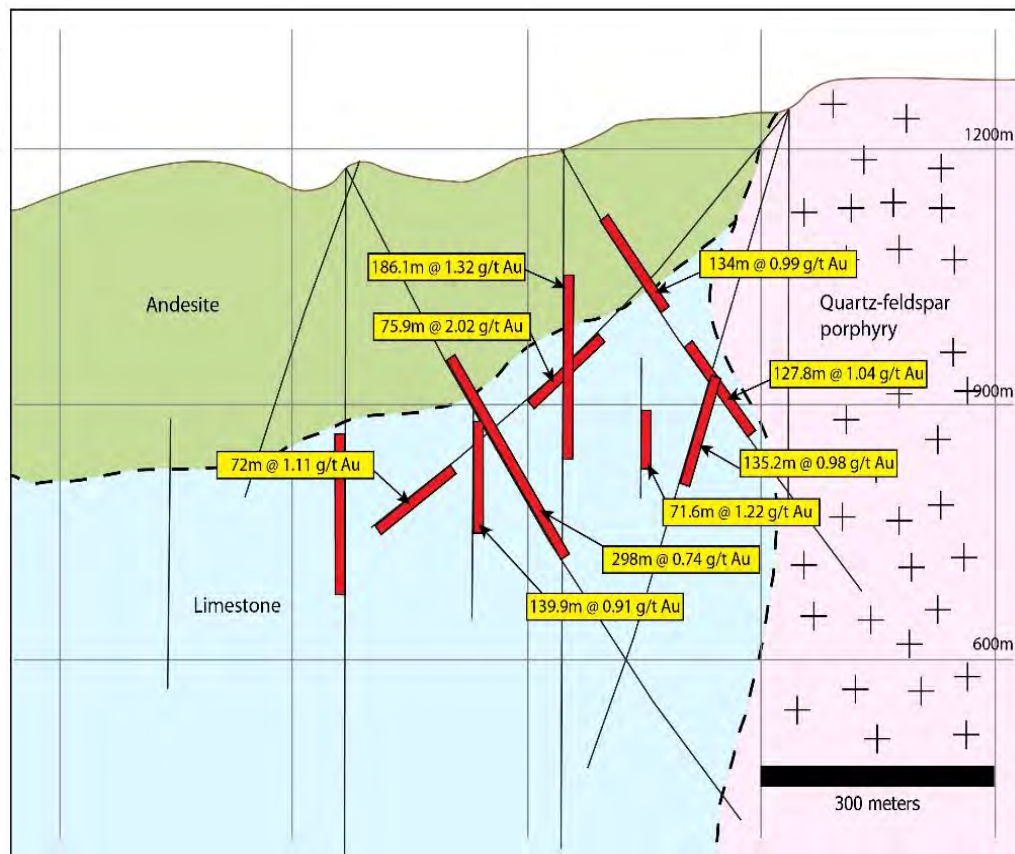 1200m
186.1m @ 1.32 g/t Au
134m @ 0.99 g/t Au
Andesite
Quartz-feldspar
porphyry
75.9m @ 2.02 g/t Au
127.8m @ 1.04 g/t Au
900m
72m @ 1.11 g/t Au
135.2m @ 0.98 g/t Au
71.6m @ 1.22 g/t Au
298m @ 0.74 g/t Au
Limestone
139.9m @ 0.91 g/t Au
600m
300 meters